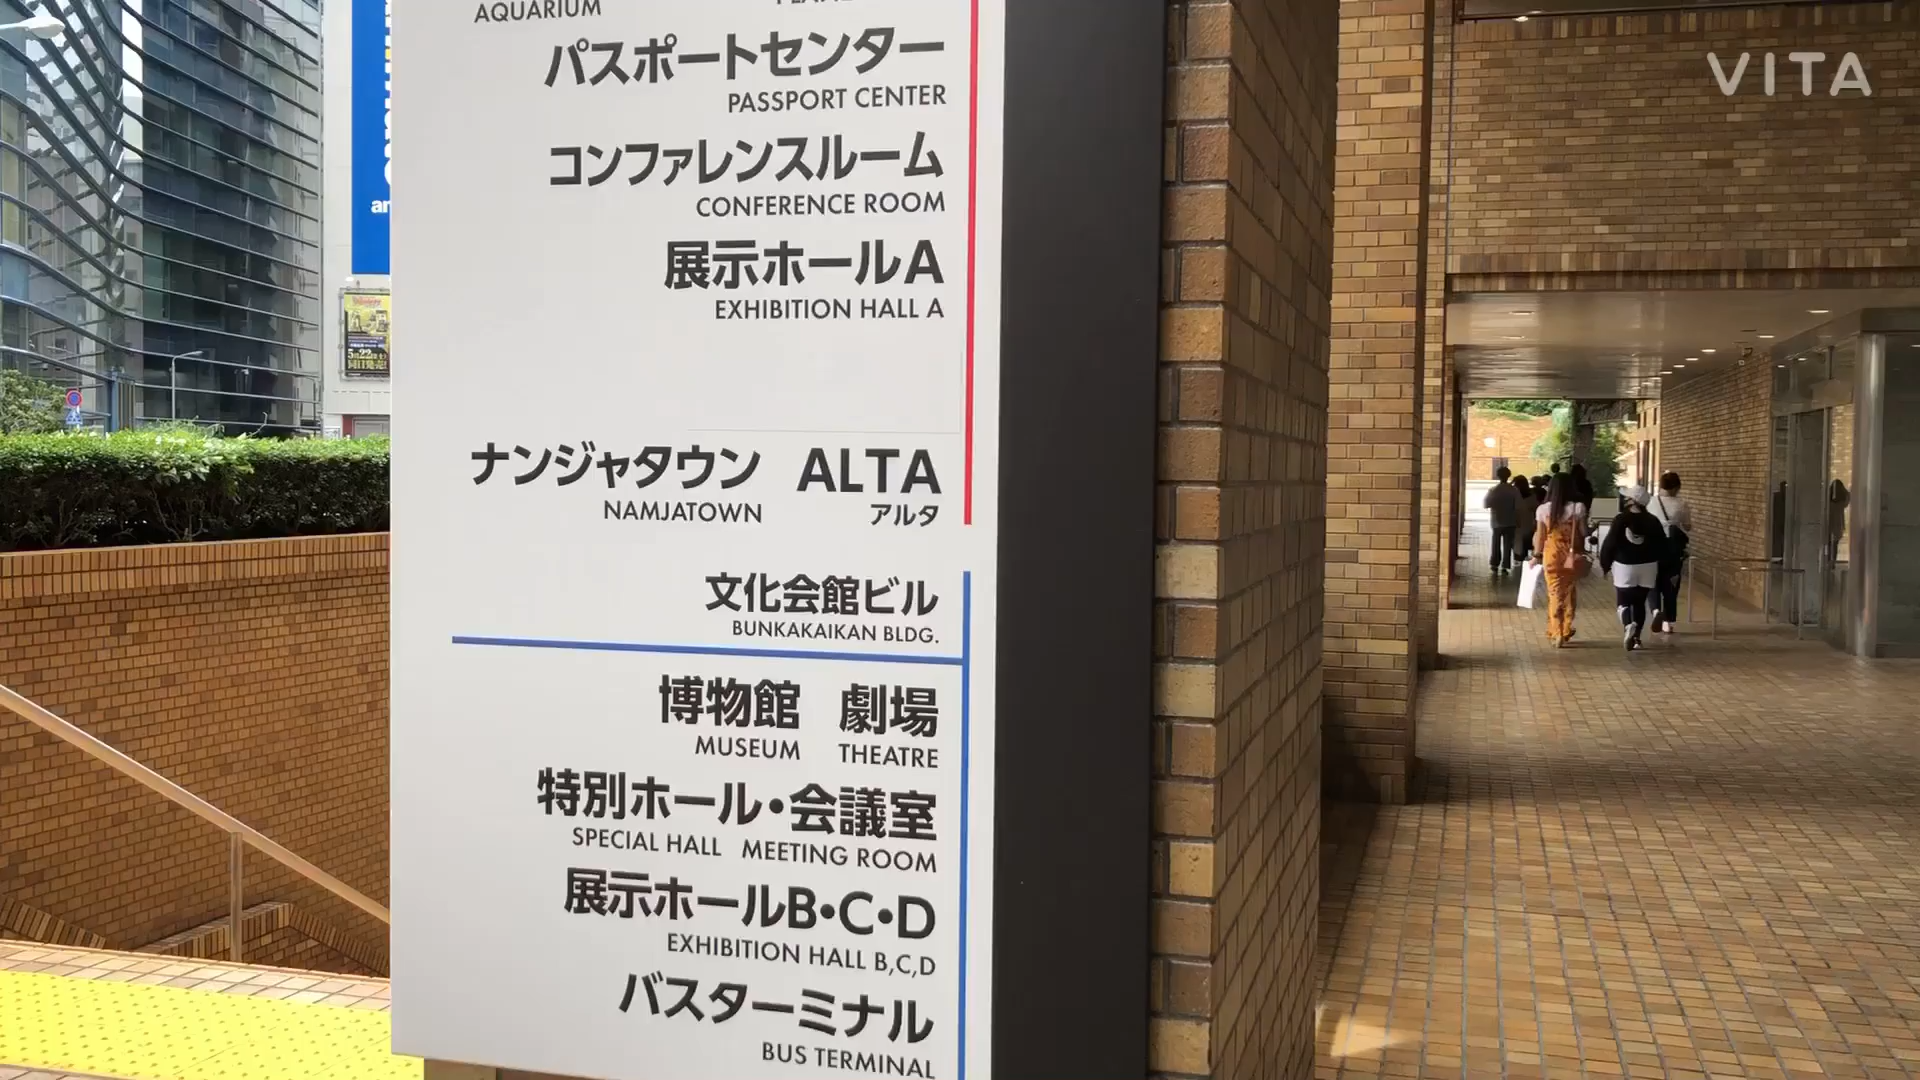 VITA
AQUARIUM
パスポートセンター
PASSPORT CENTER
コンファレンスルーム
CONFERENCE ROOM
展示ホールA
EXHIBITION HALL A
ナンジャタウン ALTA
NAMJATOWN アルタ
文化会館ビル
BUNKAKAIKAN BLDG.
博物館 劇場
MUSEUM THEATRE
特別ホール・会議室
SPECIAL HALL MEETING ROOM
展示ホールB・C・D
EXHIBITION HALL B,C,D
バスターミナル
BUS TERMINAL